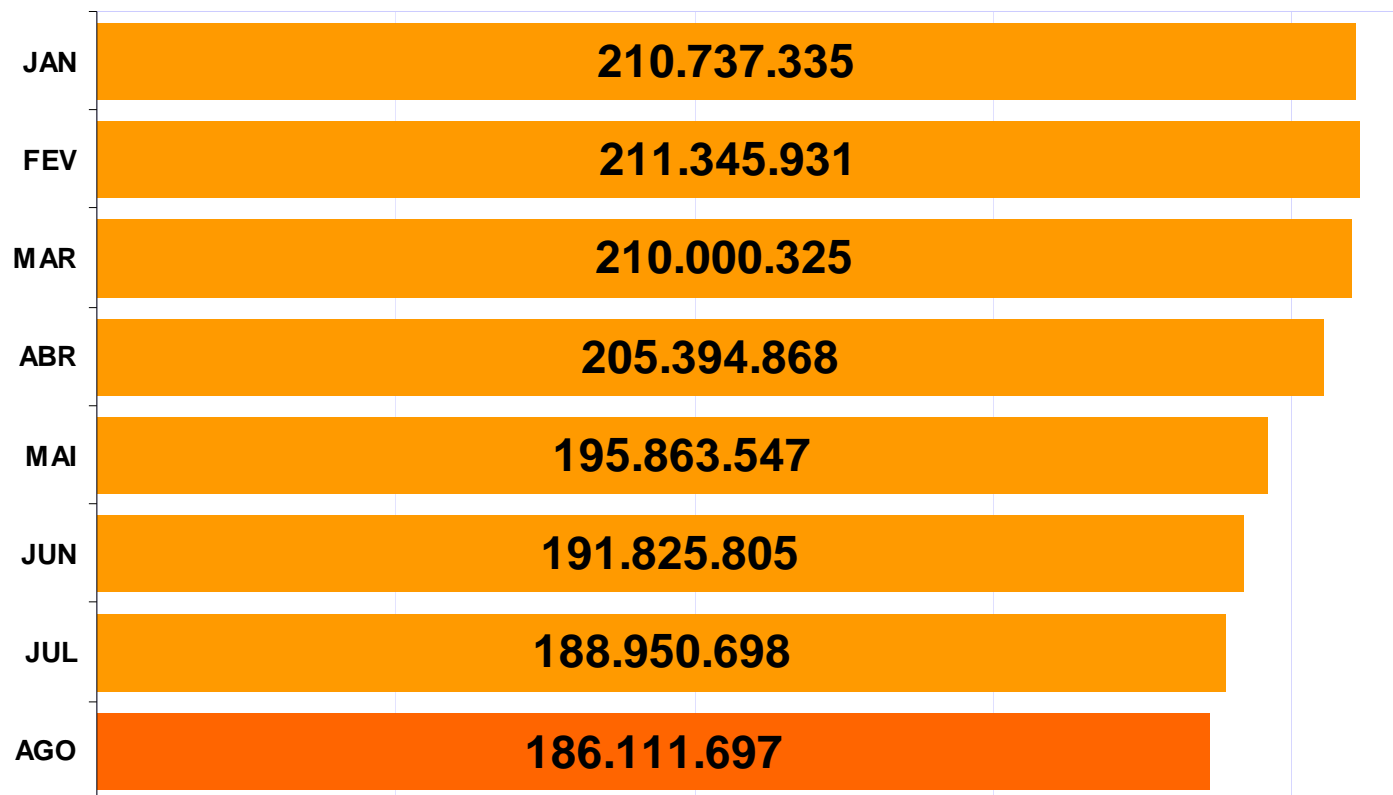 JAN 210.737.335
FEV 211.345.931
MAR 210.000.325
ABR 205.394.868
MAI 195.863.547
JUN 191.825.805
JUL 188.950.698
AGO 186.111.697